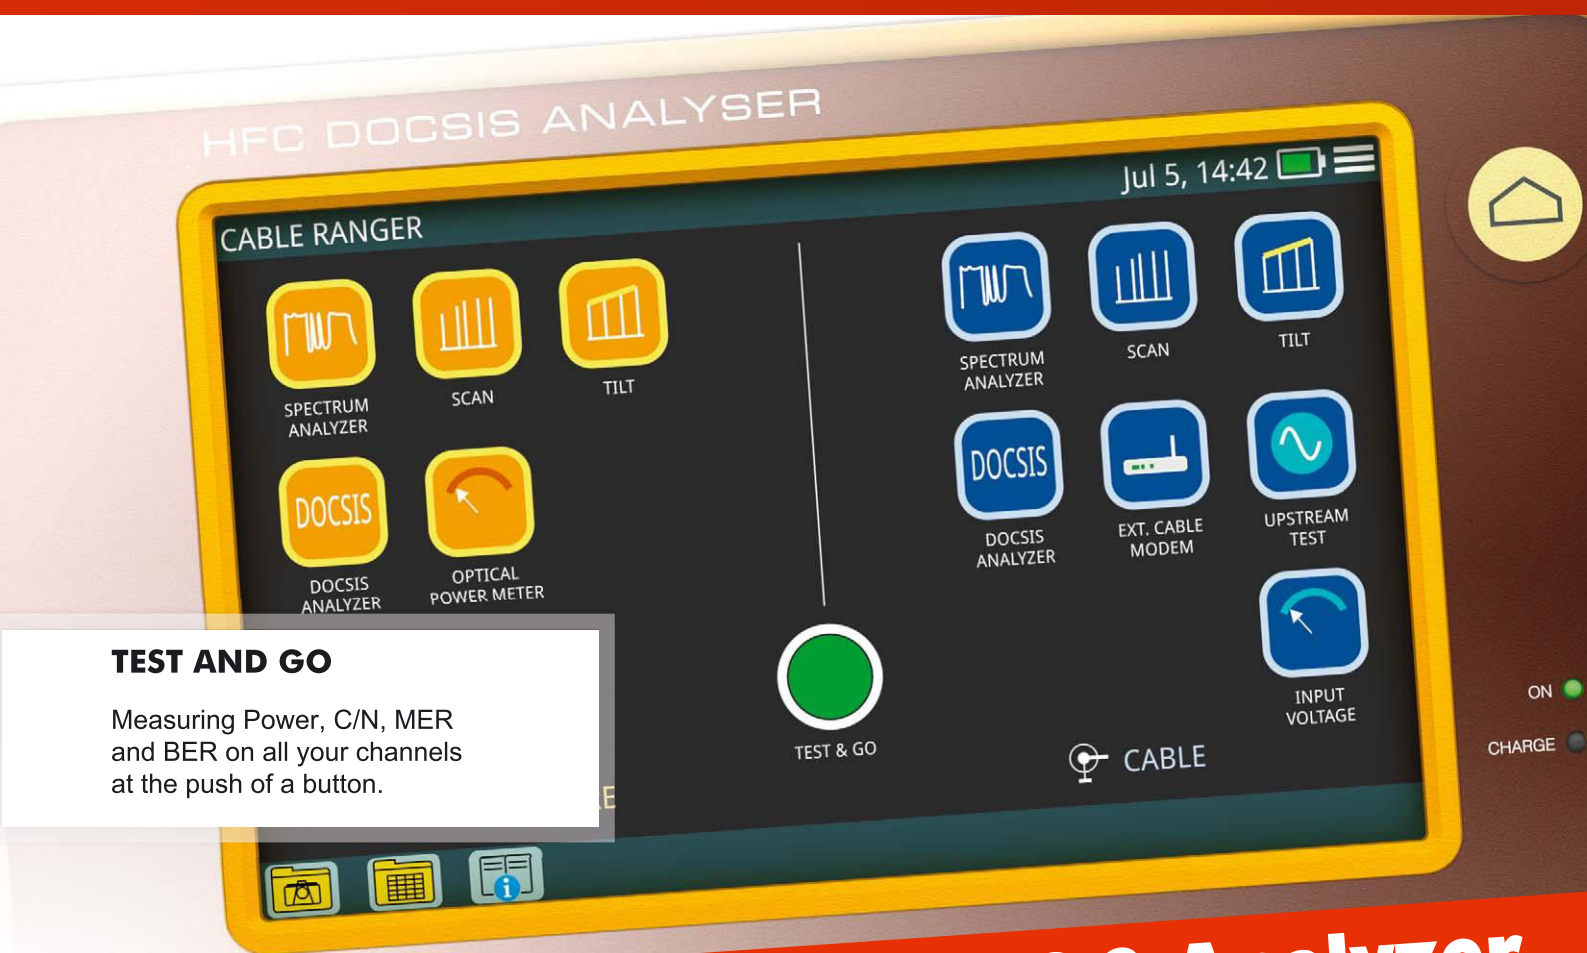 HFC DOCSIS ANALYSER
CABLE RANGER
Jul 5, 14:42
SPECTRUM
ANALYZER
SCAN
TILT
DOCSIS
DOCSIS
ANALYZER
OPTICAL
POWER METER
SPECTRUM
ANALYZER
SCAN
TILT
DOCSIS
DOCSIS
ANALYZER
EXT. CABLE
MODEM
UPSTREAM
TEST
INPUT
VOLTAGE
TEST & GO
CABLE
ON
CHARGE
TEST AND GO
Measuring Power, C/N, MER
and BER on all your channels
at the push of a button.
i
Analyzer